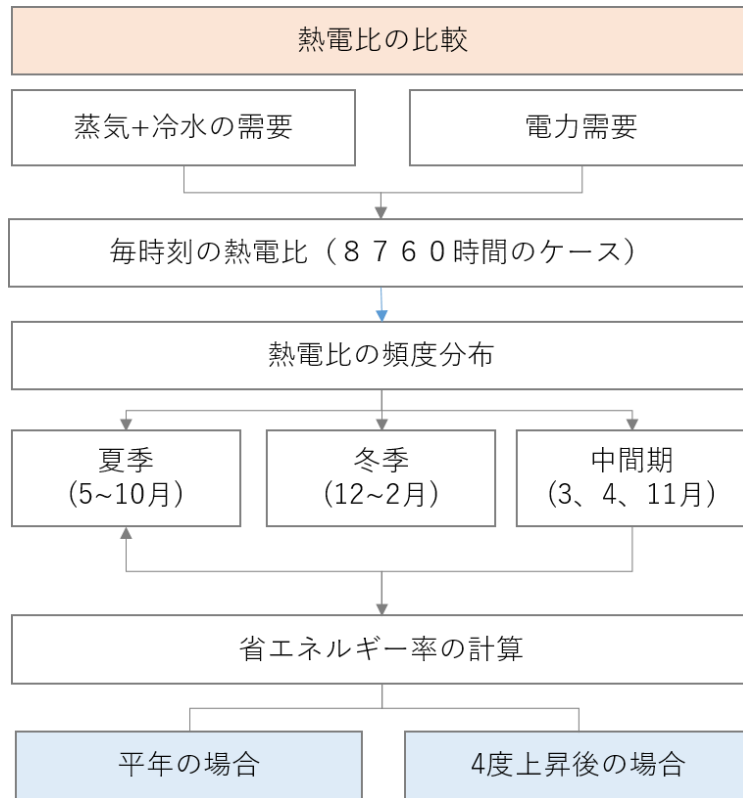 熱電比の比較
蒸気+冷水の需要
電力需要
毎時刻の熱電比（８７６０時間のケース）
熱電比の頻度分布
夏季
(5~10月)
冬季
(12~2月)
中間期
(3、4、11月)
省エネルギー率の計算
平年の場合
4度上昇後の場合